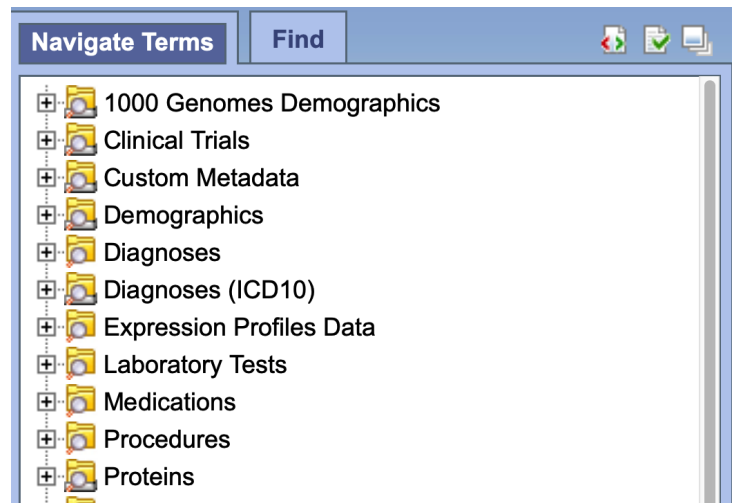 Navigate Terms Find
1000 Genomes Demographics
Clinical Trials
Custom Metadata
Demographics
Diagnoses
Diagnoses (ICD10)
Expression Profiles Data
Laboratory Tests
Medications
Procedures
Proteins